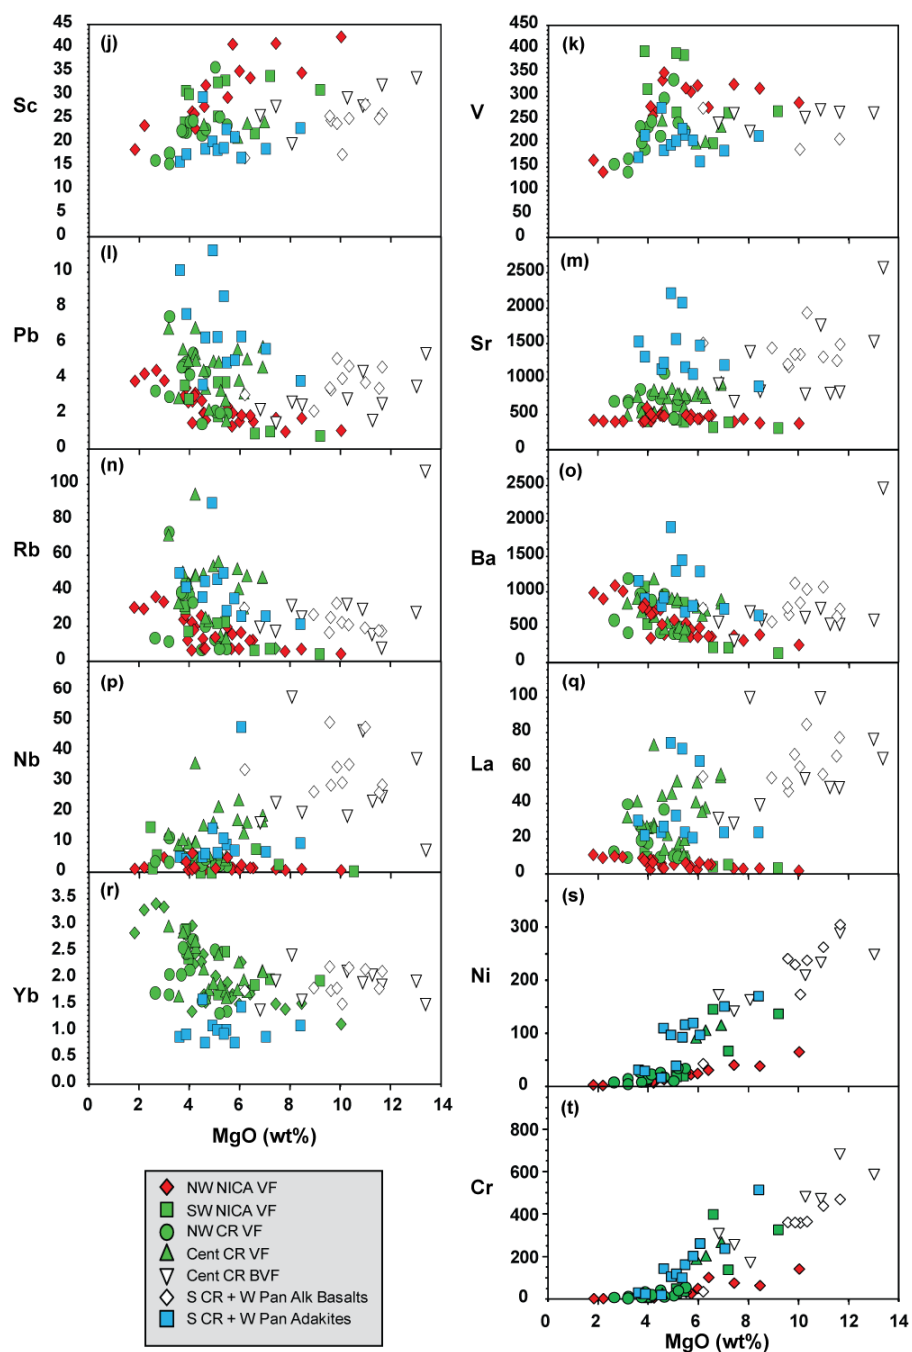 (j)
Sc
45
40
35
30
25
20
15
10
5
0
(k)
V
450
400
350
300
250
200
150
100
50
0
(l)
Pb
10
8
6
4
2
0
(m)
Sr
2500
2000
1500
1000
500
0
(n)
Rb
100
80
60
40
20
0
(o)
Ba
2500
2000
1500
1000
500
0
(p)
Nb
60
50
40
30
20
10
0
(q)
La
100
80
60
40
20
0
(r)
Yb
3.5
3.0
2.5
2.0
1.5
1.0
0.5
0.0
0 2 4 6 8 10 12 14
MgO (wt%)
(s)
Ni
300
200
100
0
(t)
Cr
800
600
400
200
0
0 2 4 6 8 10 12 14
MgO (wt%)
NW NICA VF
SW NICA VF
NW CR VF
Cent CR VF
Cent CR BVF
S CR + W Pan Alk Basalts
S CR + W Pan Adakites